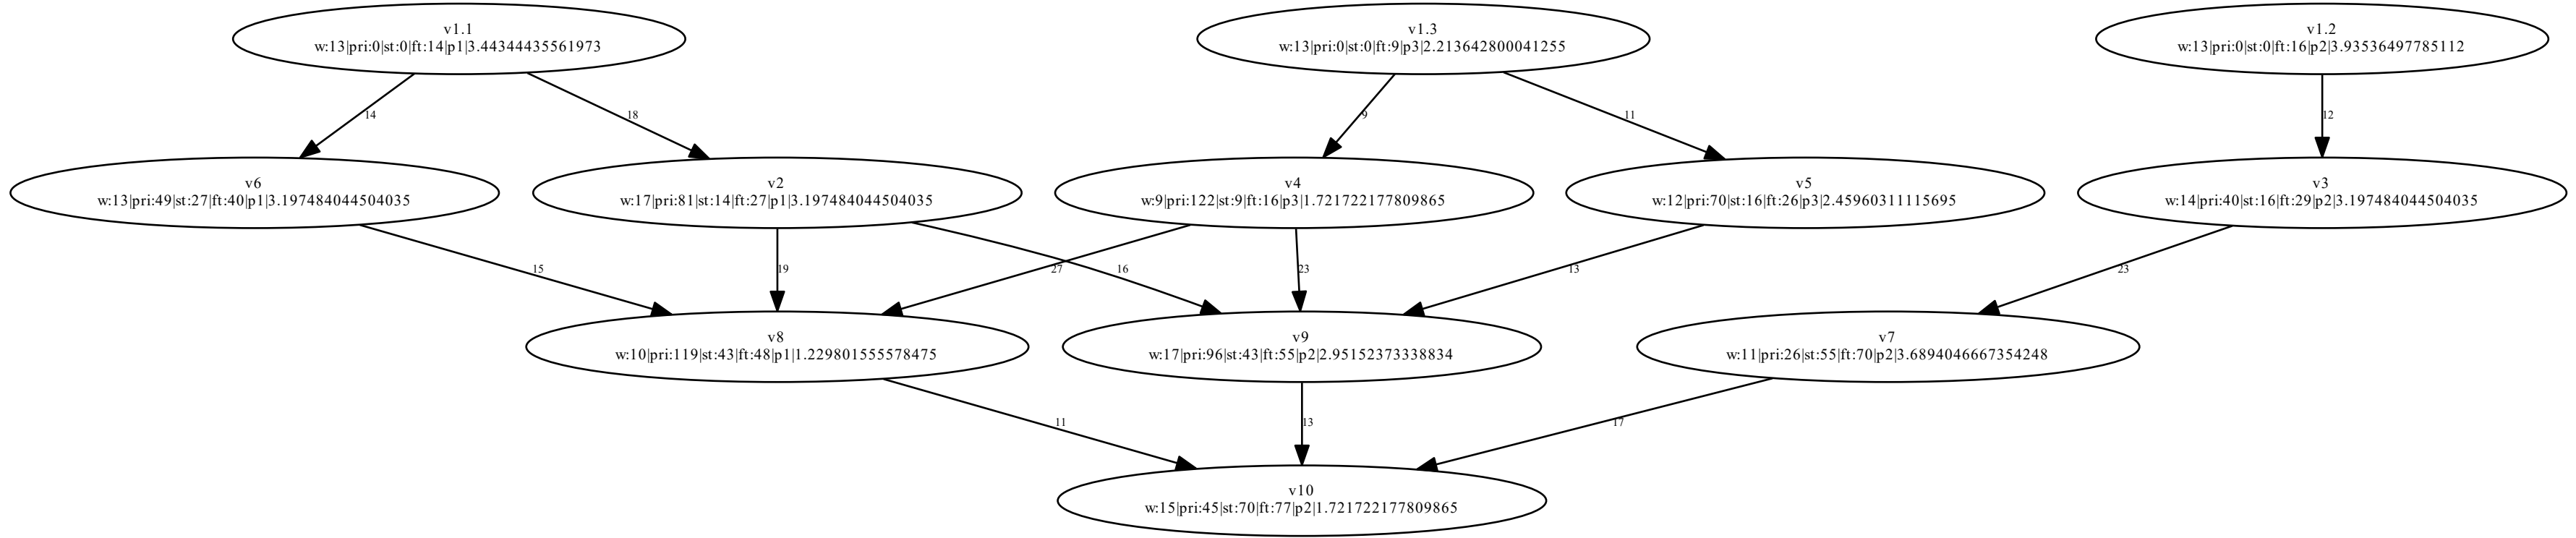 v1.1
w:13|pri:0|st:0|ft:14|p1|3.44344435561973
v1.3
w:13|pri:0|st:0|ft:9|p3|2.213642800041255
v1.2
w:13|pri:0|st:0|ft:16|p2|3.93536497785112
14
18
9
11
12
v6
w:13|pri:49|st:27|ft:40|p1|3.197484044504035
v2
w:17|pri:81|st:14|ft:27|p1|3.197484044504035
v4
w:9|pri:122|st:9|ft:16|p3|1.721722177809865
v5
w:12|pri:70|st:16|ft:26|p3|2.45960311115695
v3
w:14|pri:40|st:16|ft:29|p2|3.197484044504035
15
19
27
16
23
13
23
v8
w:10|pri:119|st:43|ft:48|p1|1.229801555578475
v9
w:17|pri:96|st:43|ft:55|p2|2.95152373338834
v7
w:11|pri:26|st:55|ft:70|p2|3.6894046667354248
11
13
17
v10
w:15|pri:45|st:70|ft:77|p2|1.721722177809865